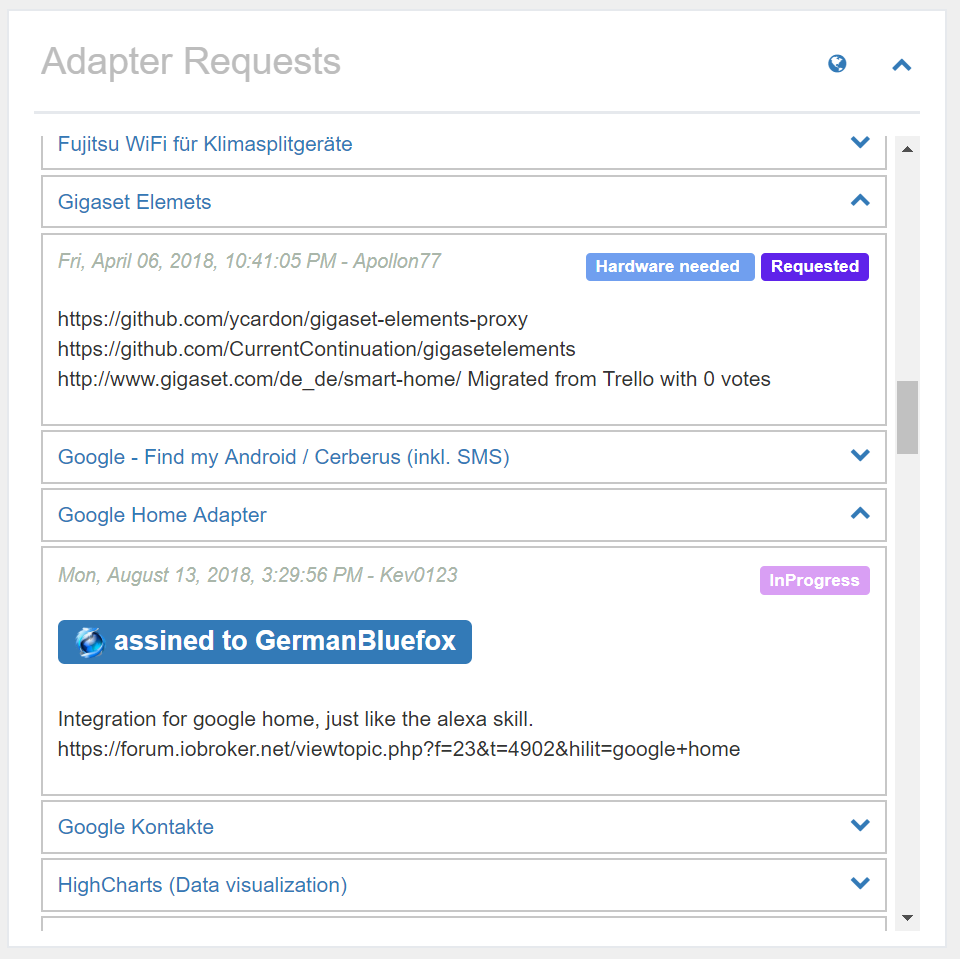 Adapter Requests
Fujitsu WiFi für Klimasplitgeräte
Gigaset Elemets
Fri, April 06, 2018, 10:41:05 PM - Apollon77
Hardware needed Requested
https://github.com/ycardon/gigaset-elements-proxy
https://github.com/CurrentContinuation/gigasetelements
http://www.gigaset.com/de_de/smart-home/ Migrated from Trello with 0 votes
Google - Find my Android / Cerberus (inkl. SMS)
Google Home Adapter
Mon, August 13, 2018, 3:29:56 PM - Kev0123
InProgress
assined to GermanBluefox
Integration for google home, just like the alexa skill.
https://forum.iobroker.net/viewtopic.php?f=23&t=4902&hilit=google+home
Google Kontakte
HighCharts (Data visualization)